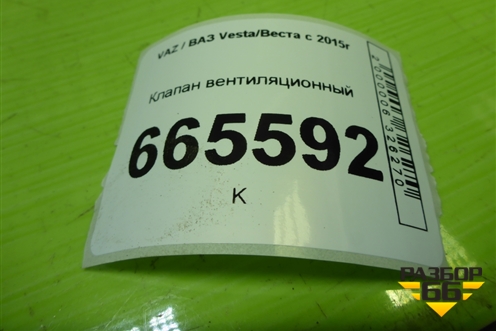 VAZ / ВАЗ Vesta/Веста с 2015г
Клапан вентиляционный
665592
К
2000006326270
РАЗБОР
66